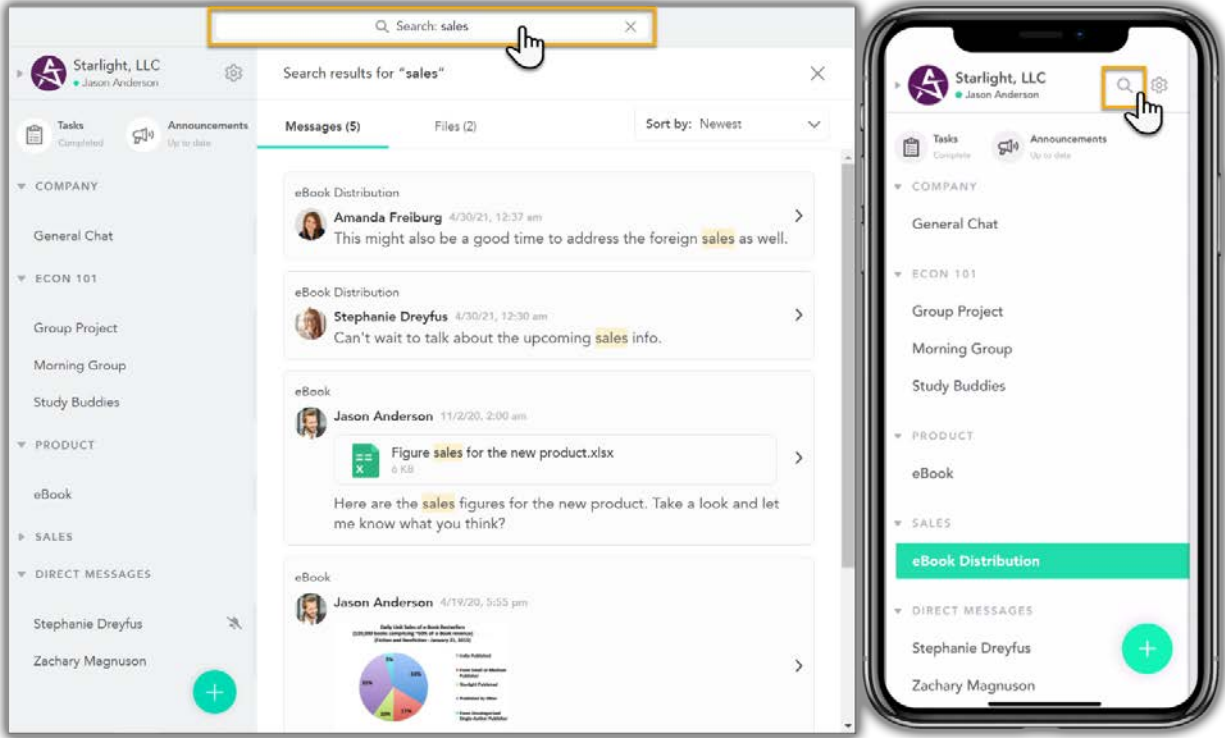 Search: sales
Starlight, LLC
Jason Anderson
Tasks
Completed
Announcements
Up to date
COMPANY
General Chat
ECON 101
Group Project
Morning Group
Study Buddies
PRODUCT
eBook
SALES
DIRECT MESSAGES
Stephanie Dreyfus
Zachary Magnuson
Search results for "sales"
Messages (5)
Files (2)
Sort by: Newest
eBook Distribution
Amanda Freiburg 4/30/21, 12:37 am
This might also be a good time to address the foreign sales as well.
eBook Distribution
Stephanie Dreyfus 4/30/21, 12:30 am
Can't wait to talk about the upcoming sales info.
eBook
Jason Anderson 11/2/20, 2:00 am
Figure sales for the new product.xlsx
6 KB
Here are the sales figures for the new product. Take a look and let
me know what you think?
eBook
Jason Anderson 4/19/20, 5:55 pm
Daily Unit Sales of e-Book Bestsellers
Starlight, LLC
Jason Anderson
Tasks
Complete
Announcements
Up to date
COMPANY
General Chat
ECON 101
Group Project
Morning Group
Study Buddies
PRODUCT
eBook
SALES
eBook Distribution
DIRECT MESSAGES
Stephanie Dreyfus
Zachary Magnuson